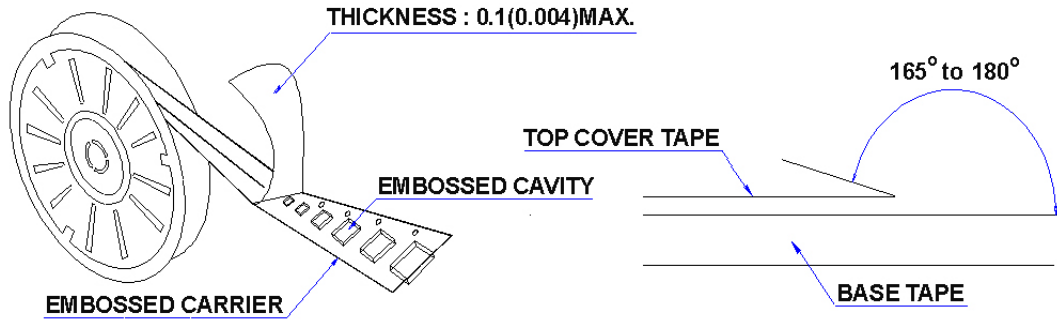 THICKNESS : 0.1(0.004)MAX.
165° to 180°
TOP COVER TAPE
EMBOSSED CAVITY
EMBOSSED CARRIER
BASE TAPE